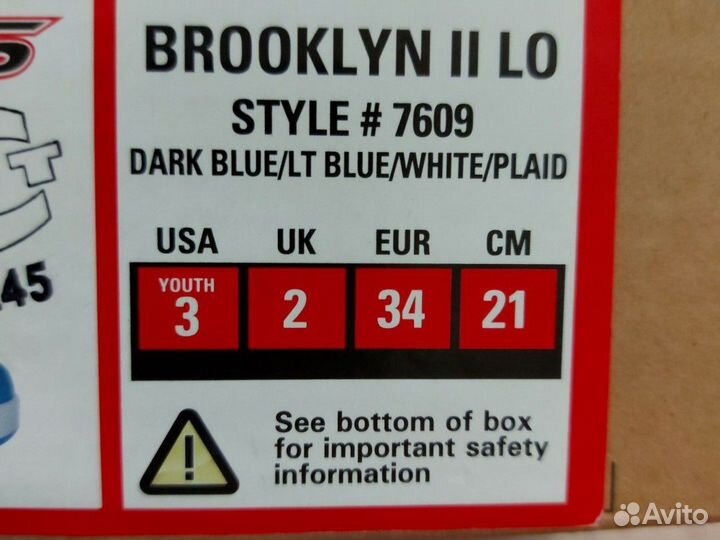 BROOKLYN II LO
STYLE # 7609
DARK BLUE/LT BLUE/WHITE/PLAID
USA UK EUR CM
YOUTH
3 2 34 21
45
See bottom of box
for important safety
information
Avito